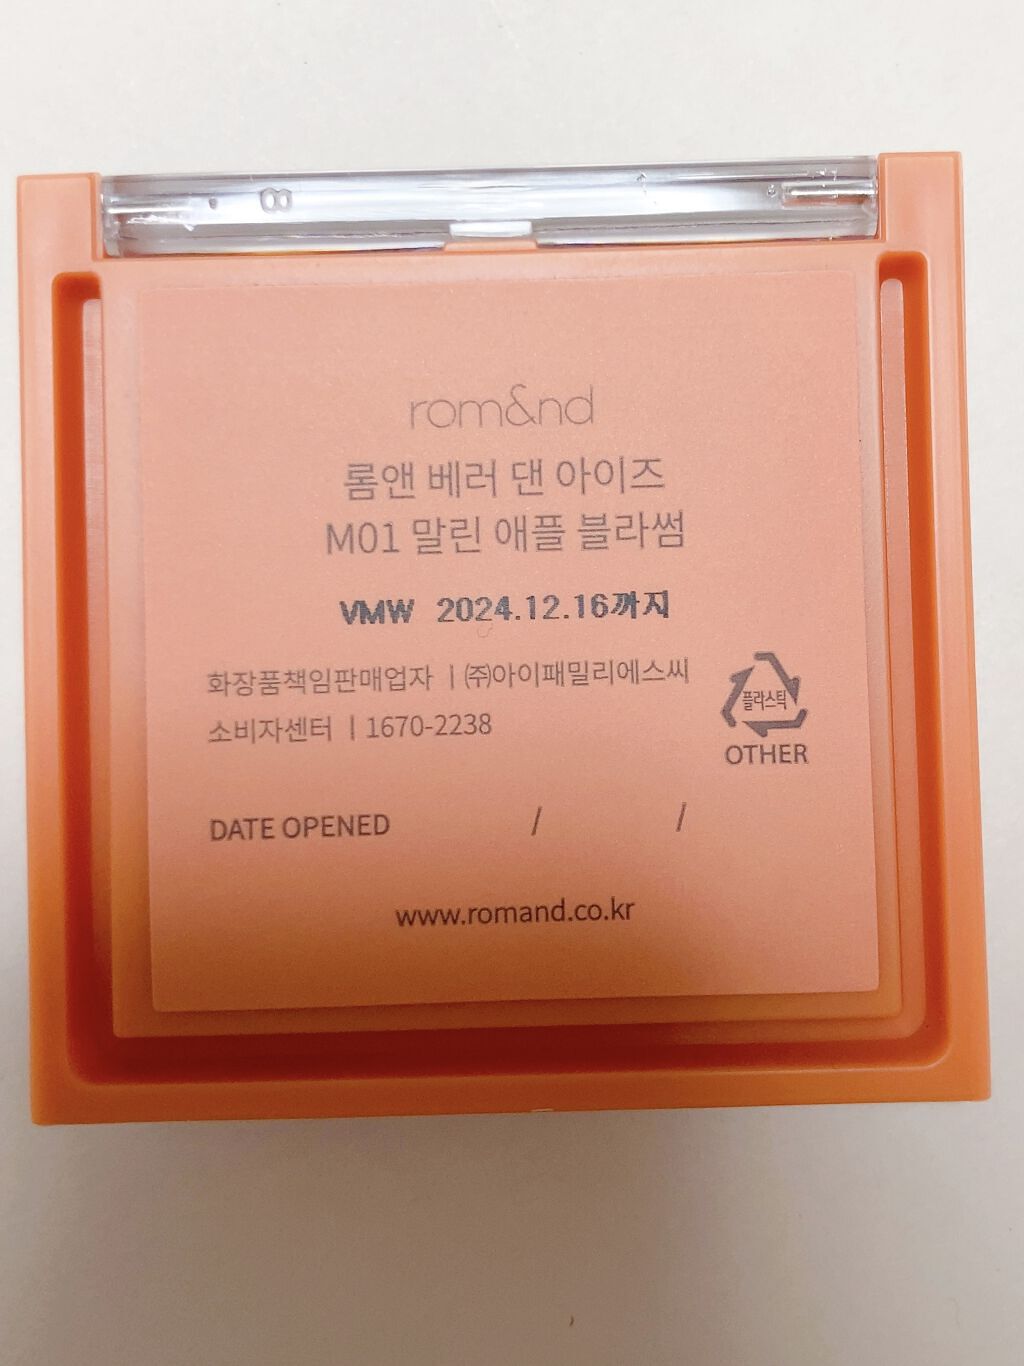 8
rom&nd
롬앤 베러 댄 아이즈
M01 말린 애플 블라썸
VMW 2024.12.16까지
화장품책임판매업자 ㅣ㈜아이패밀리에스씨
소비자센터 ㅣ1670-2238
플라스틱
OTHER
DATE OPENED / /
www.romand.co.kr